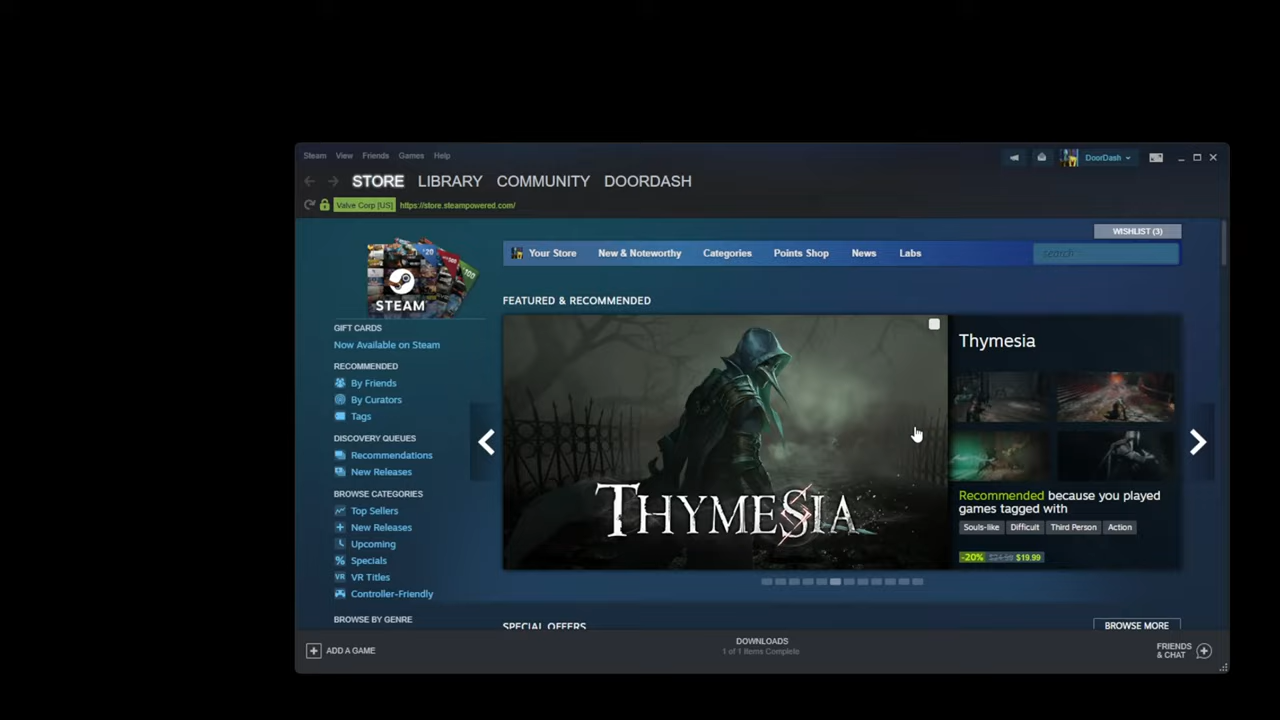 Steam View Friends Games Help
DoorDash
STORE LIBRARY COMMUNITY DOORDASH
Valve Corp [US] https://store.steampowered.com/
WISHLIST (3)
Your Store New & Noteworthy Categories Points Shop News Labs search
$20
100
STEAM
GIFT CARDS
Now Available on Steam
RECOMMENDED
By Friends
By Curators
Tags
DISCOVERY QUEUES
Recommendations
New Releases
BROWSE CATEGORIES
Top Sellers
New Releases
Upcoming
Specials
VR Titles
Controller-Friendly
BROWSE BY GENRE
FEATURED & RECOMMENDED
THYMESIA
Thymesia
Recommended because you played
games tagged with
Souls-like Difficult Third Person Action
-20% $24.99 $19.99
SPECIAL OFFERS
BROWSE MORE
ADD A GAME
DOWNLOADS
1 of 1 Items Complete
FRIENDS
& CHAT